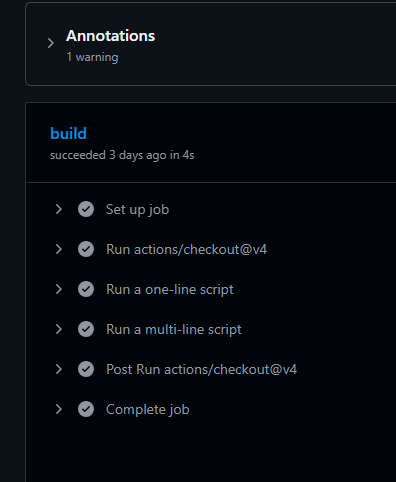 Annotations
1 warning
build
succeeded 3 days ago in 4s
Set up job
Run actions/checkout@v4
Run a one-line script
Run a multi-line script
Post Run actions/checkout@v4
Complete job